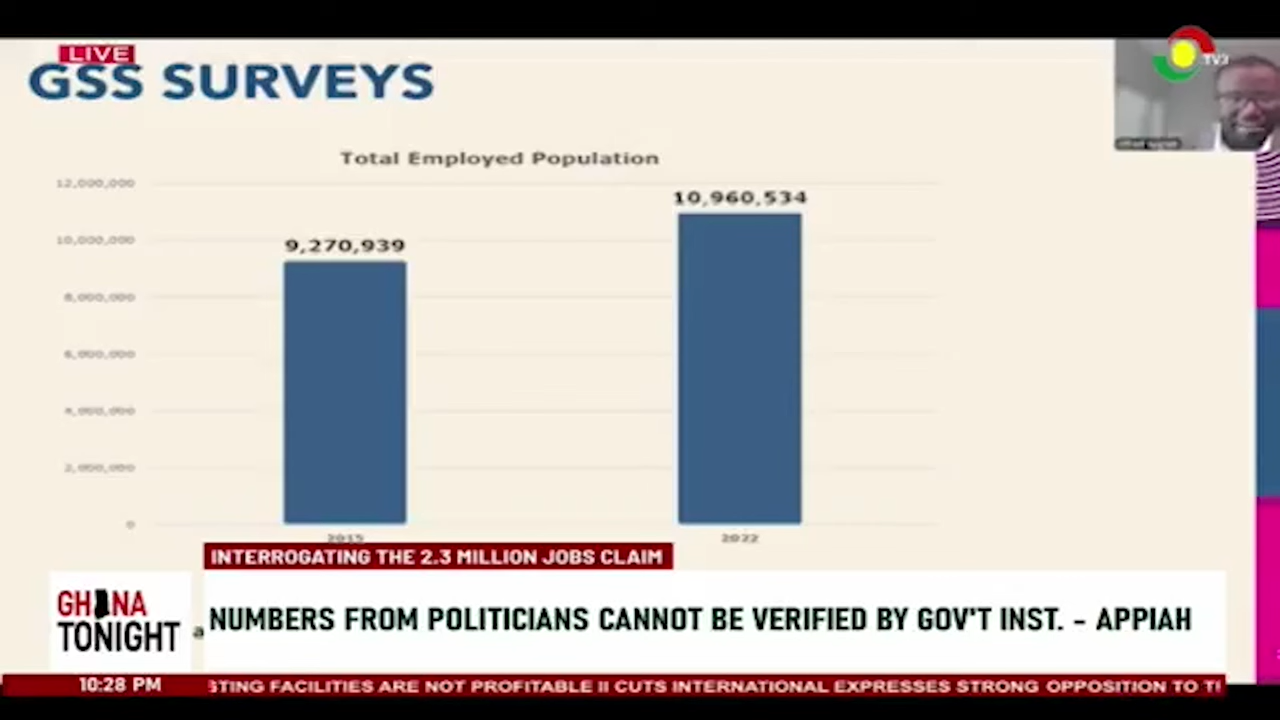 LIVE
GSS SURVEYS
TV3
Total Employed Population
12,000,000
10,960,534
10,000,000
9,270,939
8,000,000
6,000,000
4,000,000
2,000,000
0
2015
2022
INTERROGATING THE 2.3 MILLION JOBS CLAIM
GHANA
TONIGHT
a
NUMBERS FROM POLITICIANS CANNOT BE VERIFIED BY GOV'T INST. - APPIAH
10:28 PM
STING FACILITIES ARE NOT PROFITABLE II CUTS INTERNATIONAL EXPRESSES STRONG OPPOSITION TO